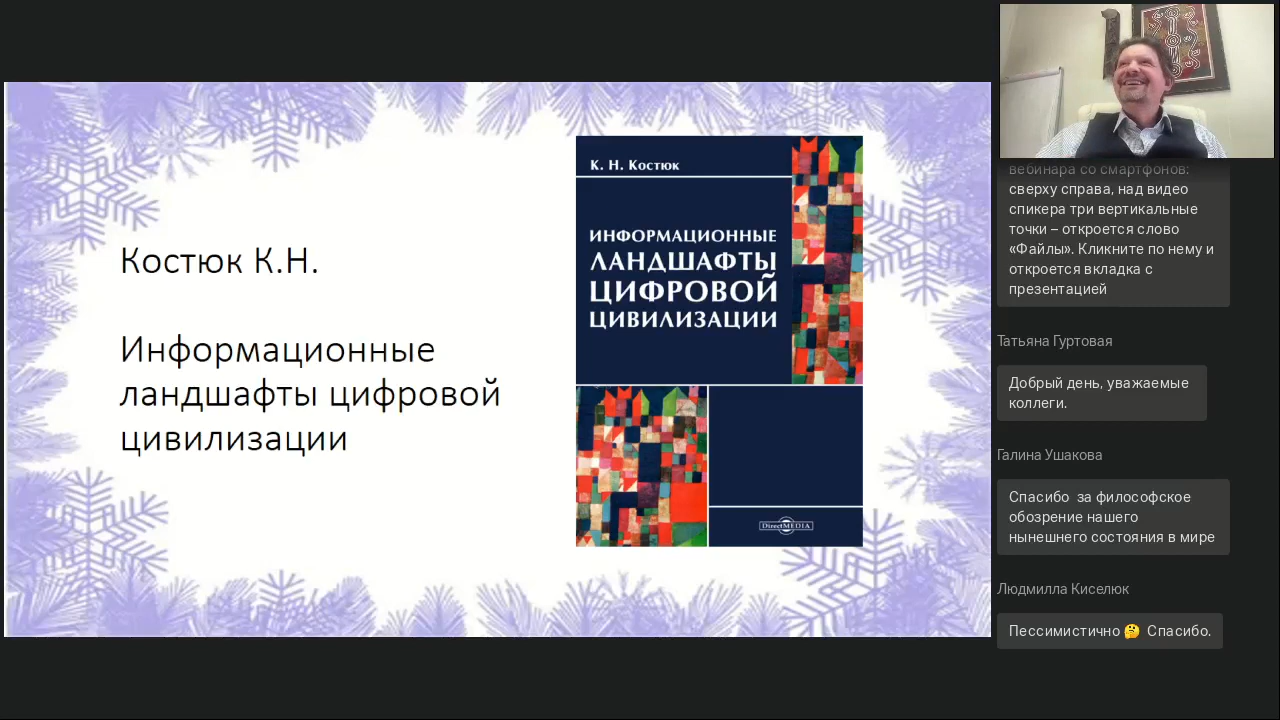 Костюк К.Н.
Информационные
ландшафты цифровой
цивилизации
К. Н. Костюк
ИНФОРМАЦИОННЫЕ
ЛАНДШАФТЫ
ЦИФРОВОЙ
ЦИВИЛИЗАЦИИ
DirectMEDIA
вебинара со смартфонов:
сверху справа, над видео
спикера три вертикальные
точки – откроется слово
«Файлы». Кликните по нему и
откроется вкладка с
презентацией
Татьяна Гуртовая
Добрый день, уважаемые
коллеги.
Галина Ушакова
Спасибо за философское
обозрение нашего
нынешнего состояния в мире
Людмилла Киселюк
Пессимистично 🤔 Спасибо.